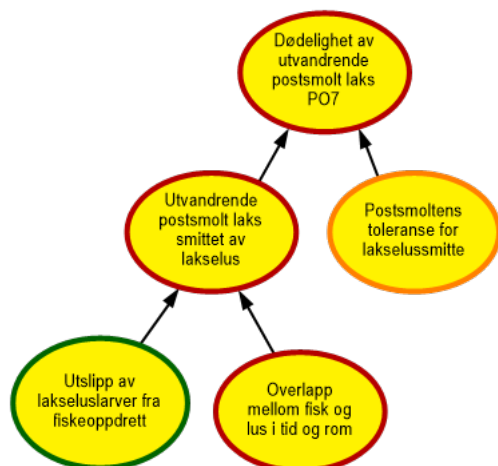 Dødelighet av
utvandrende
postsmolt laks
PO7
Utvandrende
postsmolt laks
smittet av
lakselus
Postsmoltens
toleranse for
lakselussmitte
Utslipp av
lakseluslarver fra
fiskeoppdrett
Overlapp
mellom fisk og
lus i tid og rom